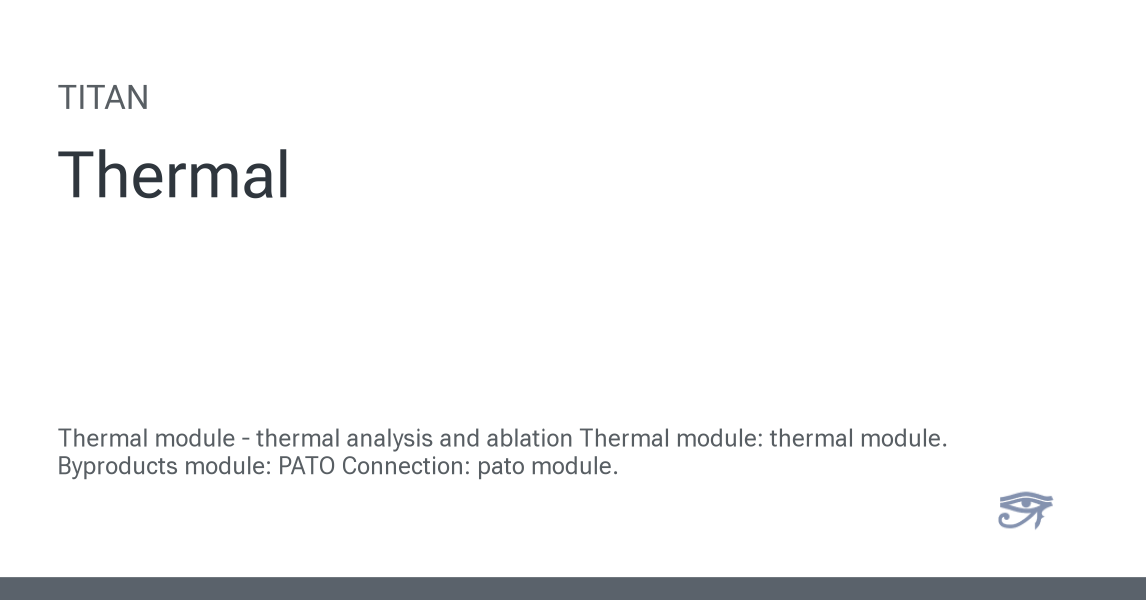 TITAN
Thermal
Thermal module - thermal analysis and ablation Thermal module: thermal module.
Byproducts module: PATO Connection: pato module.